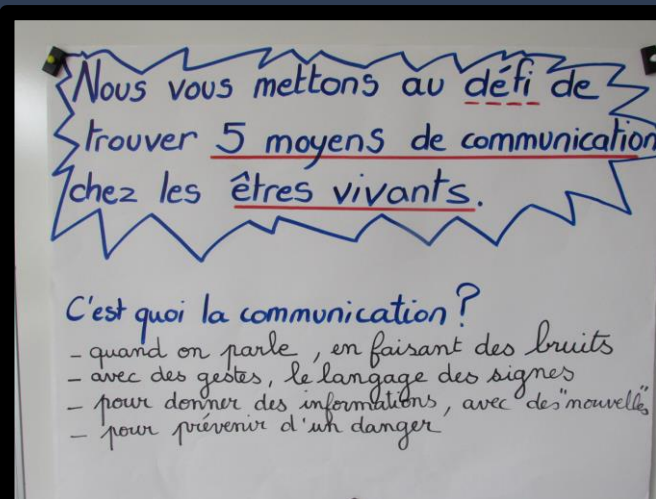 Nous vous mettons au défi de
trouver 5 moyens de communication
chez les êtres vivants.
C'est quoi la communication ?
- quand on parle, en faisant des bruits
- avec des gestes, le langage des signes
- pour donner des informations, avec des "nouvelles"
- pour prévenir d'un danger